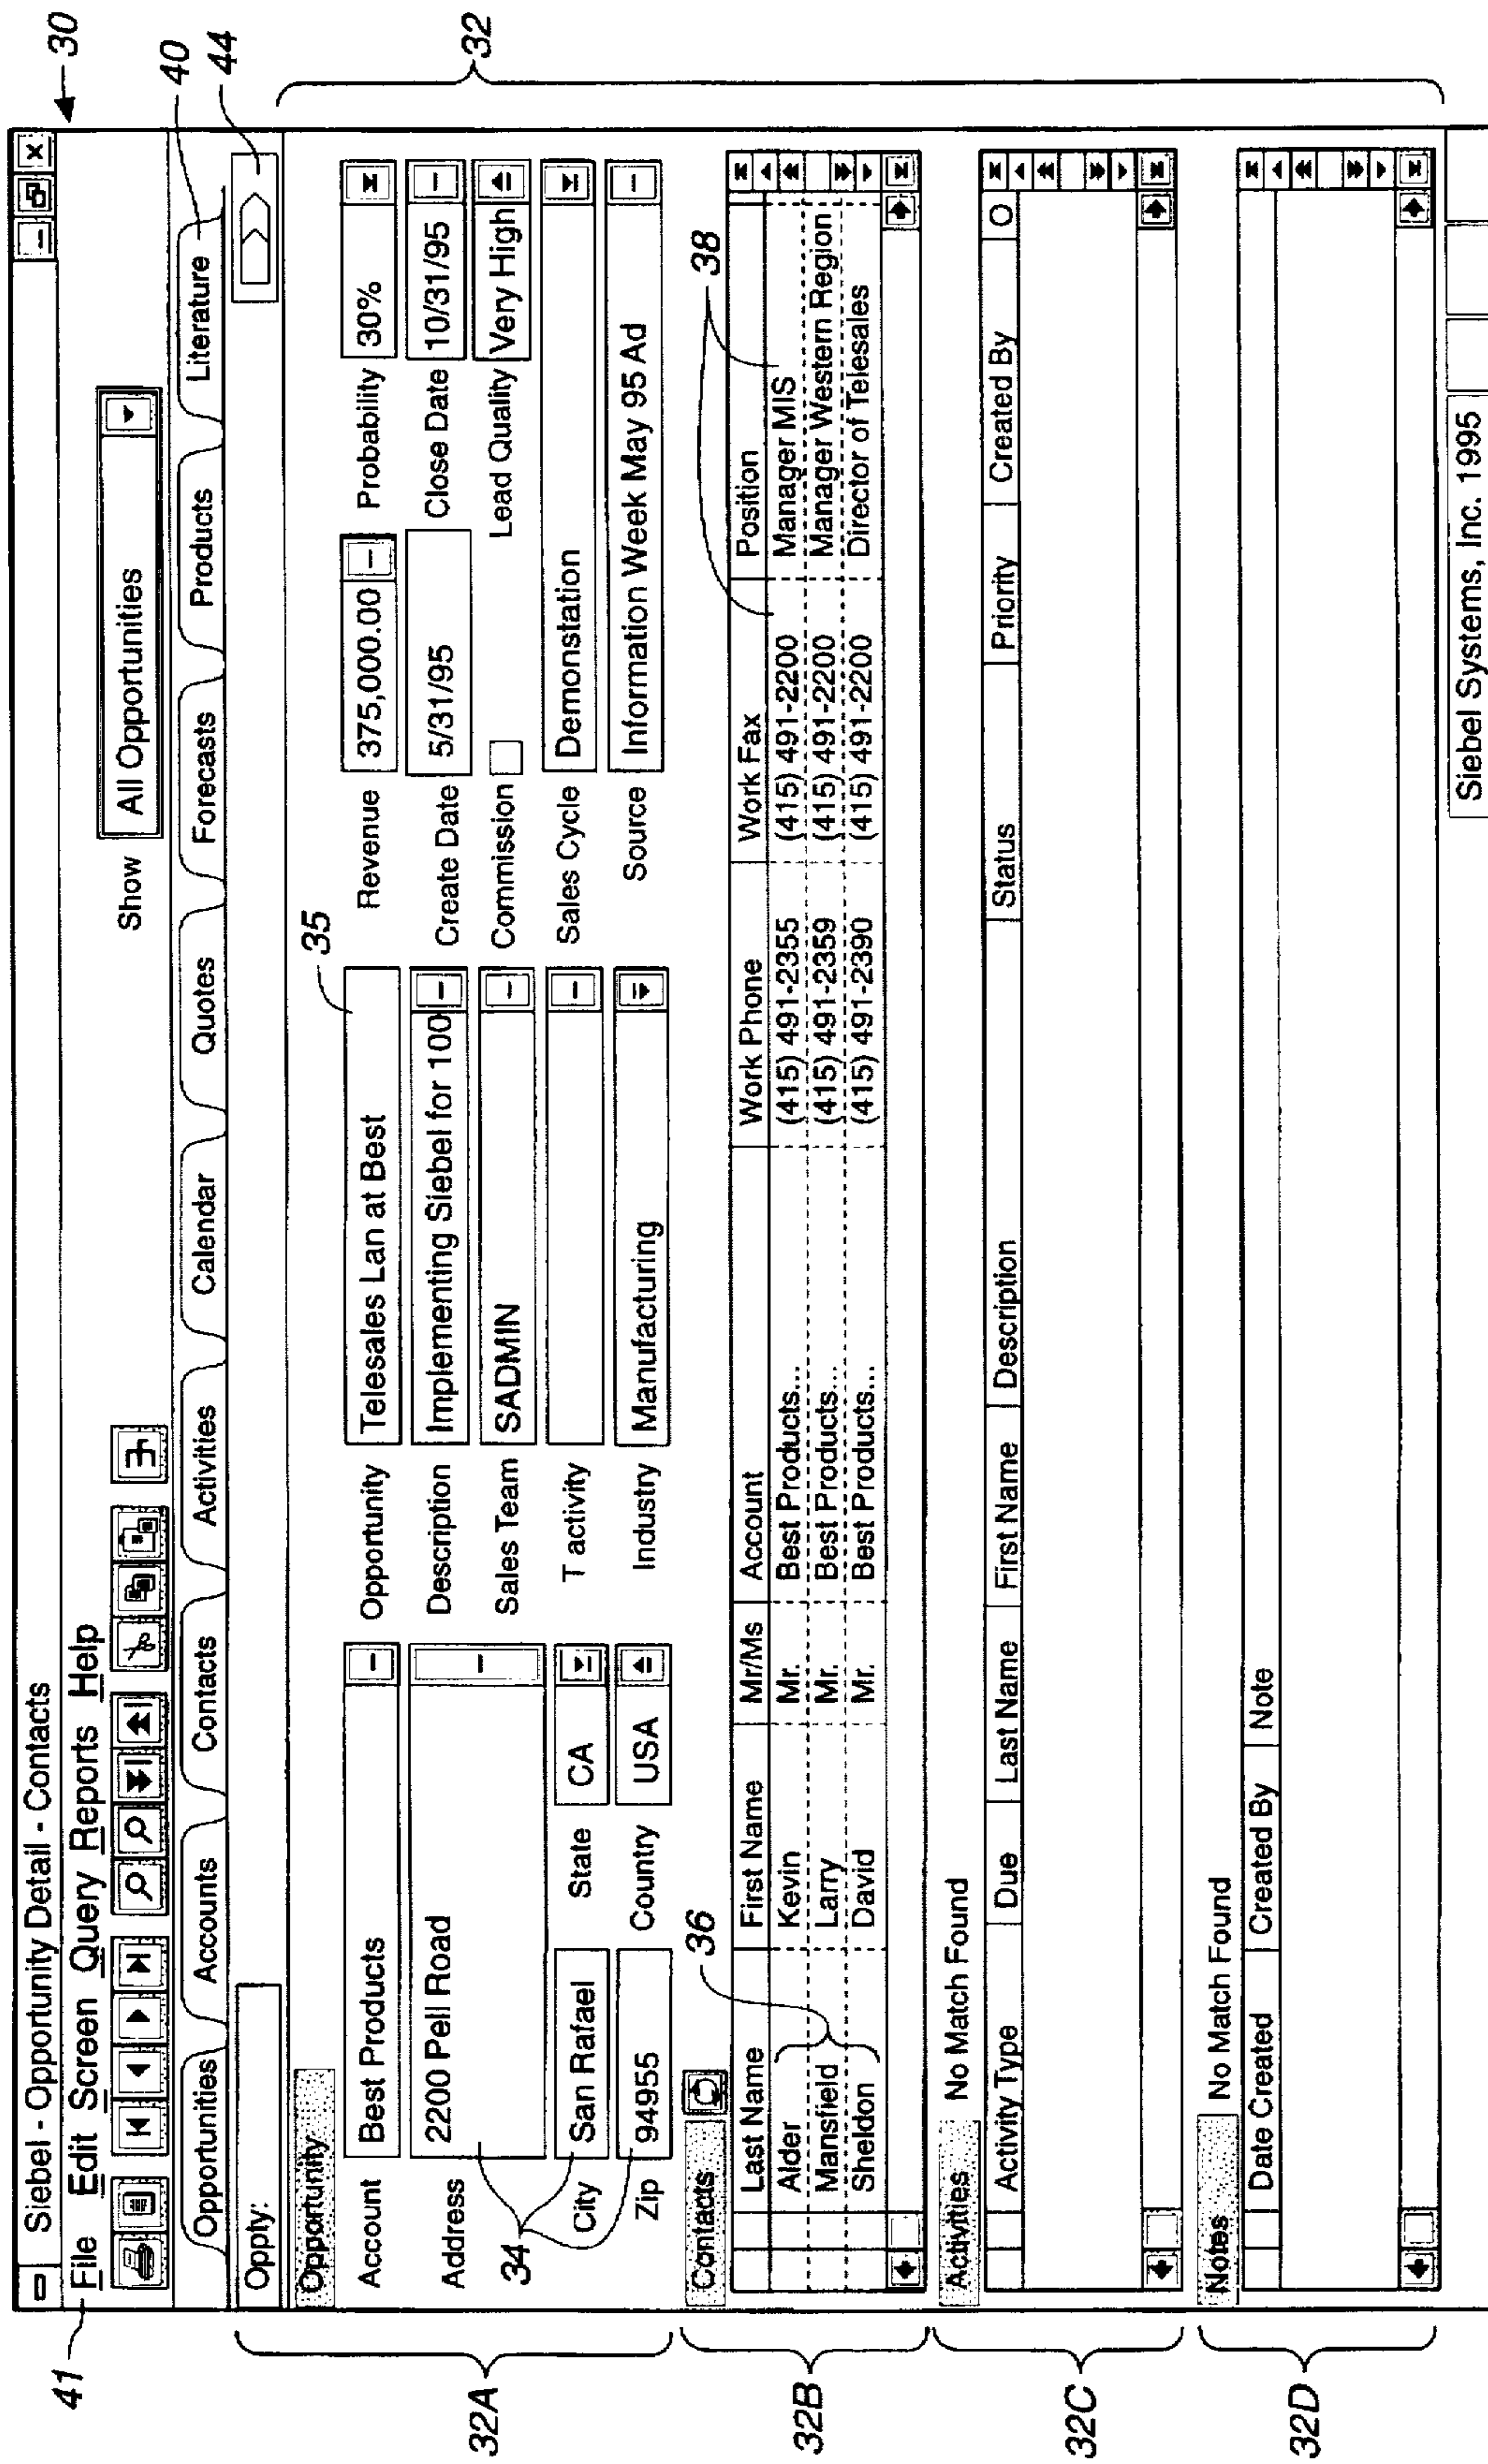 30
Siebel - Opportunity Detail - Contacts
41
File Edit Screen Query Reports Help
Show All Opportunities
40
Opportunities Accounts Contacts Activities Calendar Quotes Forecasts Products Literature
44
Oppty:
32
Opportunity
35
Account Best Products Opportunity Telesales Lan at Best Revenue 375,000.00 Probability 30%
Address 2200 Pell Road Description Implementing Siebel for 100 Create Date 5/31/95 Close Date 10/31/95
32A
34
Sales Team SADMIN Commission Lead Quality Very High
City San Rafael State CA T activity Sales Cycle Demonstation
Zip 94955 Country USA Industry Manufacturing Source Information Week May 95 Ad
36
38
Contacts
Last Name First Name Mr/Ms Account Work Phone Work Fax Position
Alder Kevin Mr. Best Products... (415) 491-2355 (415) 491-2200 Manager MIS
32B
Mansfield Larry Mr. Best Products... (415) 491-2359 (415) 491-2200 Manager Western Region
Sheldon David Mr. Best Products... (415) 491-2390 (415) 491-2200 Director of Telesales
Activities No Match Found
Activity Type Due Last Name First Name Description Status Priority Created By O
32C
Notes No Match Found
Date Created Created By Note
32D
Siebel Systems, Inc. 1995